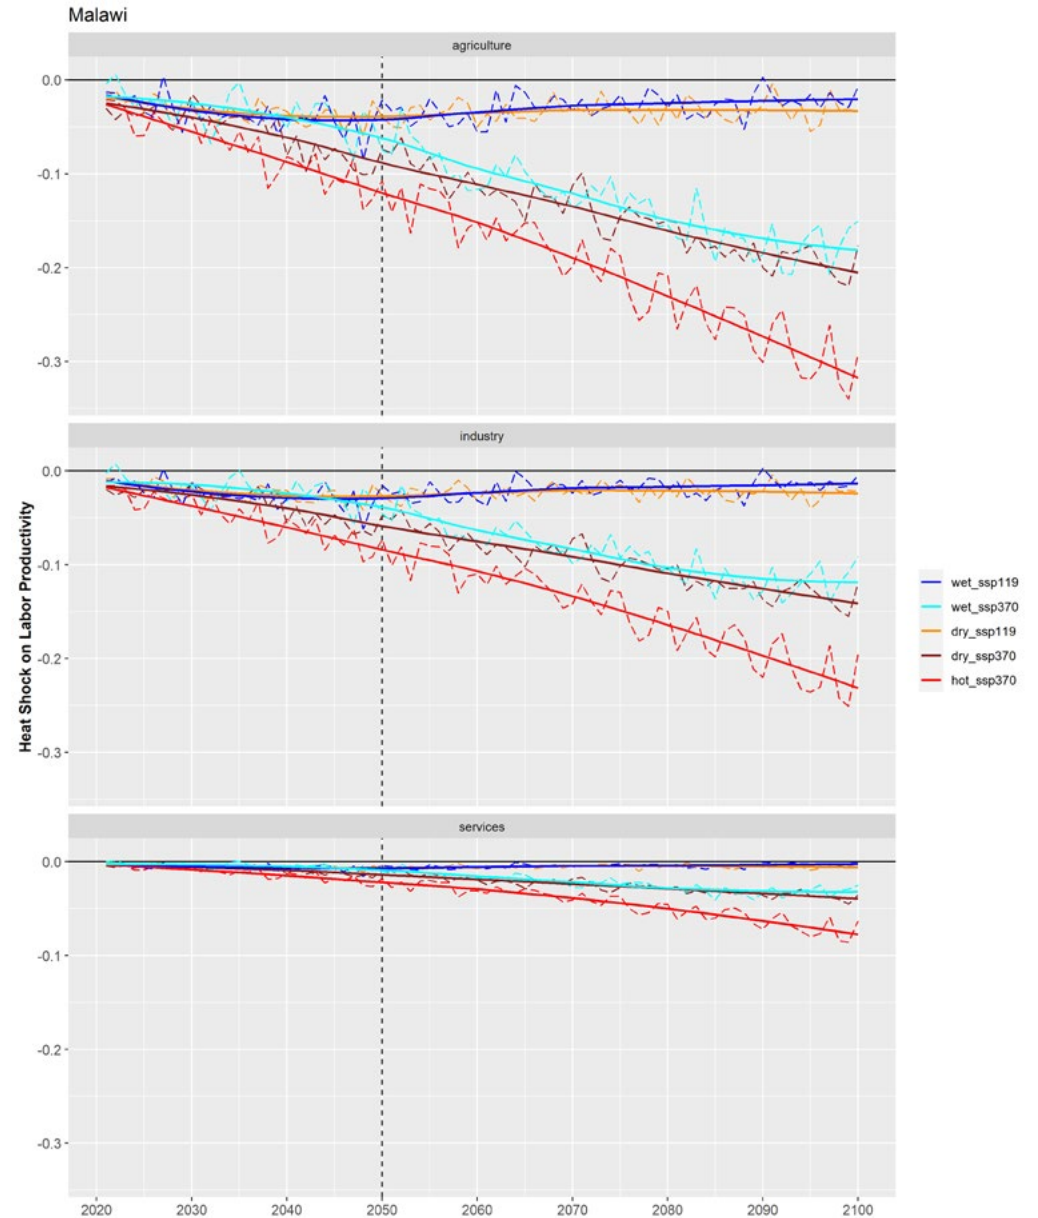 Malawi
agriculture
0.0
-0.1
-0.2
-0.3
industry
0.0
-0.1
-0.2
-0.3
services
0.0
-0.1
-0.2
-0.3
Heat Shock on Labor Productivity
2020 2030 2040 2050 2060 2070 2080 2090 2100
wet_ssp119
wet_ssp370
dry_ssp119
dry_ssp370
hot_ssp370